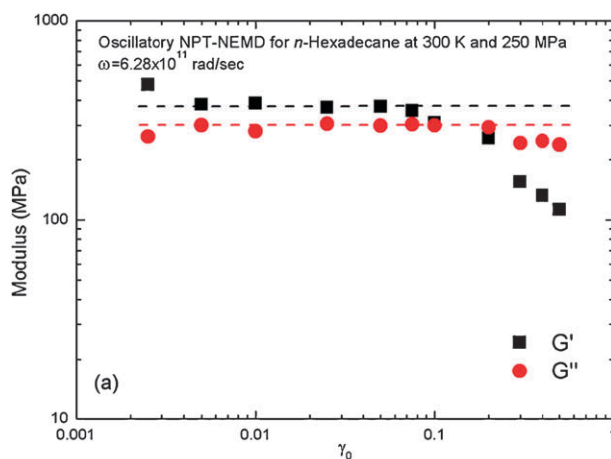 Oscillatory NPT-NEMD for n-Hexadecane at 300 K and 250 MPa
ω=6.28x10¹¹ rad/sec
1000
100
10
Modulus (MPa)
(a)
G'
G''
0.001
0.01
0.1
1
γ₀